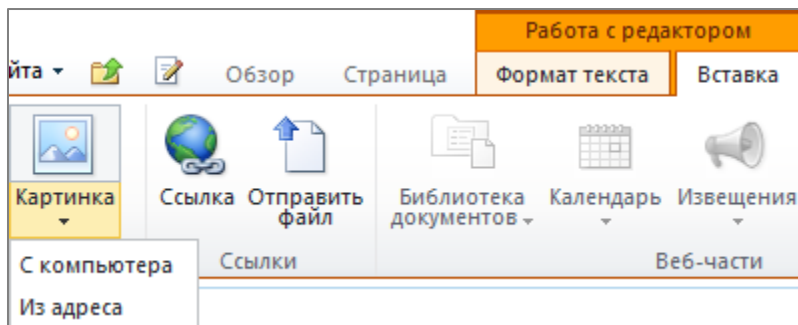 Работа с редактором
йта
Обзор
Страница
Формат текста
Вставка
Картинка
Ссылка
Отправить
файл
Библиотека
документов
Календарь
Извещения
Ссылки
Веб-части
С компьютера
Из адреса